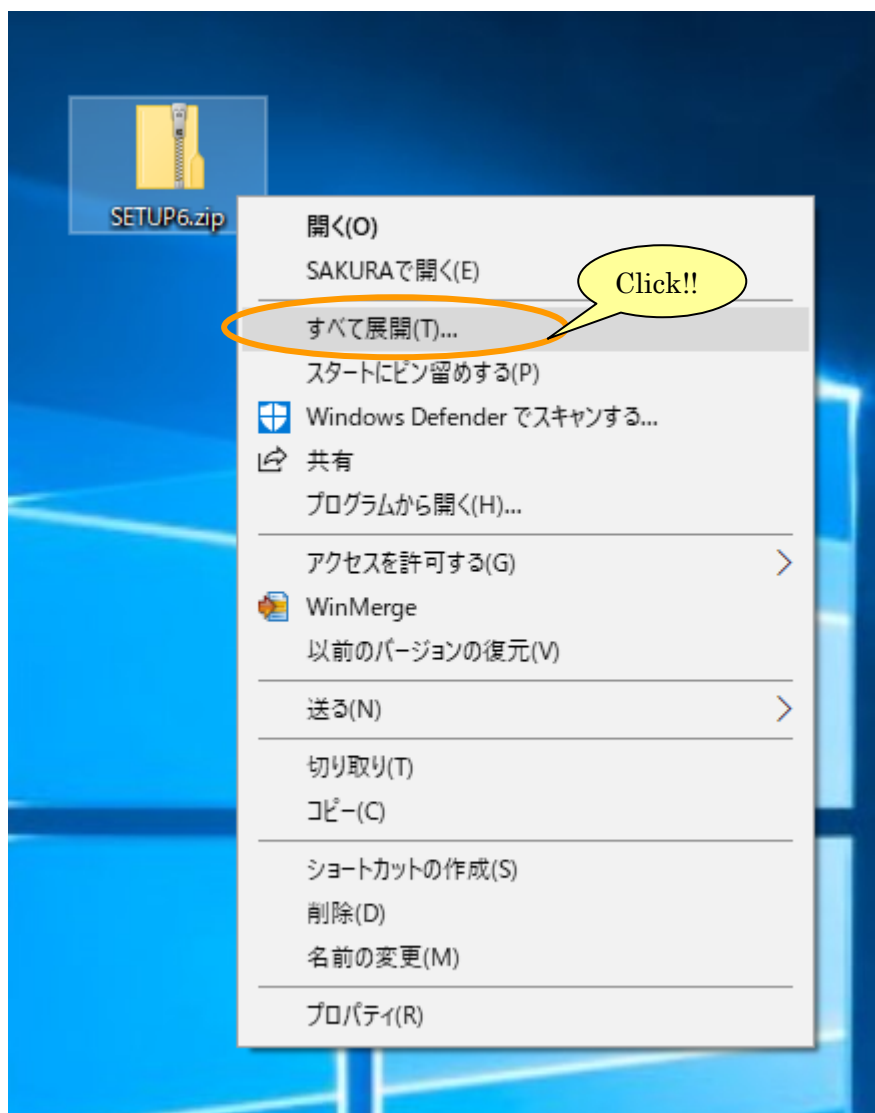 SETUP6.zip
開く(O)
SAKURAで開く(E)
Click!!
すべて展開(T)...
スタートにピン留めする(P)
Windows Defender でスキャンする...
共有
プログラムから開く(H)...
アクセスを許可する(G)
WinMerge
以前のバージョンの復元(V)
送る(N)
切り取り(T)
コピー(C)
ショートカットの作成(S)
削除(D)
名前の変更(M)
プロパティ(R)